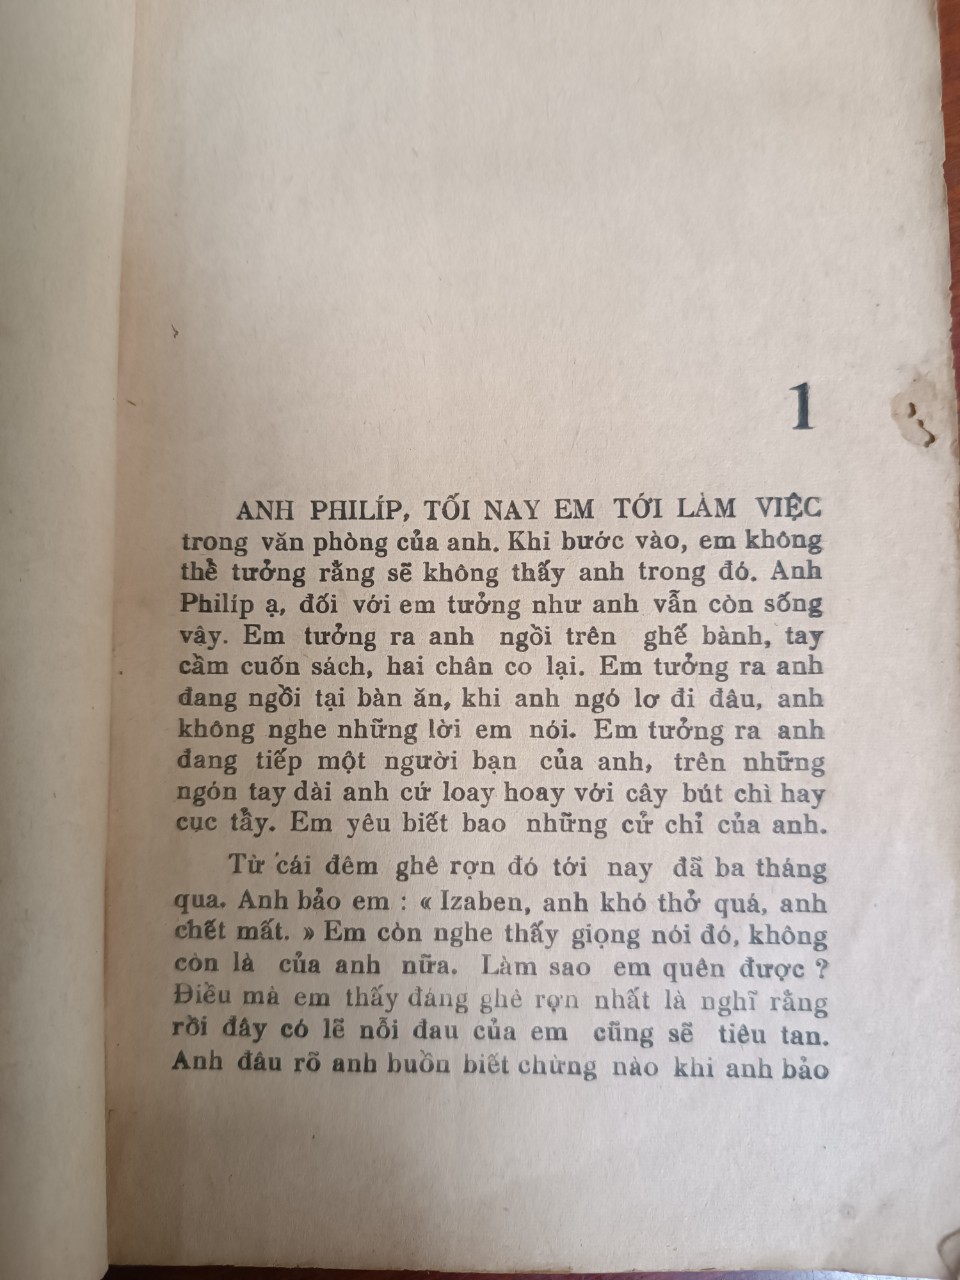 1
ANH PHILÍP, TỐI NAY EM TỚI LÀM VIỆC
trong văn phòng của anh. Khi bước vào, em không
thể tưởng rằng sẽ không thấy anh trong đó. Anh
Philíp ạ, đối với em tưởng như anh vẫn còn sống
vây. Em tưởng ra anh ngồi trên ghế bành, tay
cầm cuốn sách, hai chân co lại. Em tưởng ra anh
đang ngồi tại bàn ăn, khi anh ngó lơ đi đâu, anh
không nghe những lời em nói. Em tưởng ra anh
đang tiếp một người bạn của anh, trên những
ngón tay dài anh cứ loay hoay với cây bút chì hay
cục tẩy. Em yêu biết bao những cử chỉ của anh.
Từ cái đêm ghê rợn đó tới nay đã ba tháng
qua. Anh bảo em : « Izaben, anh khó thở quá, anh
chết mất. » Em còn nghe thấy giọng nói đó, không
còn là của anh nữa. Làm sao em quên được ?
Điều mà em thấy đáng ghê rợn nhất là nghĩ rằng
rồi đây có lẽ nỗi đau của em cũng sẽ tiêu tan.
Anh đâu rõ anh buồn biết chừng nào khi anh bảo